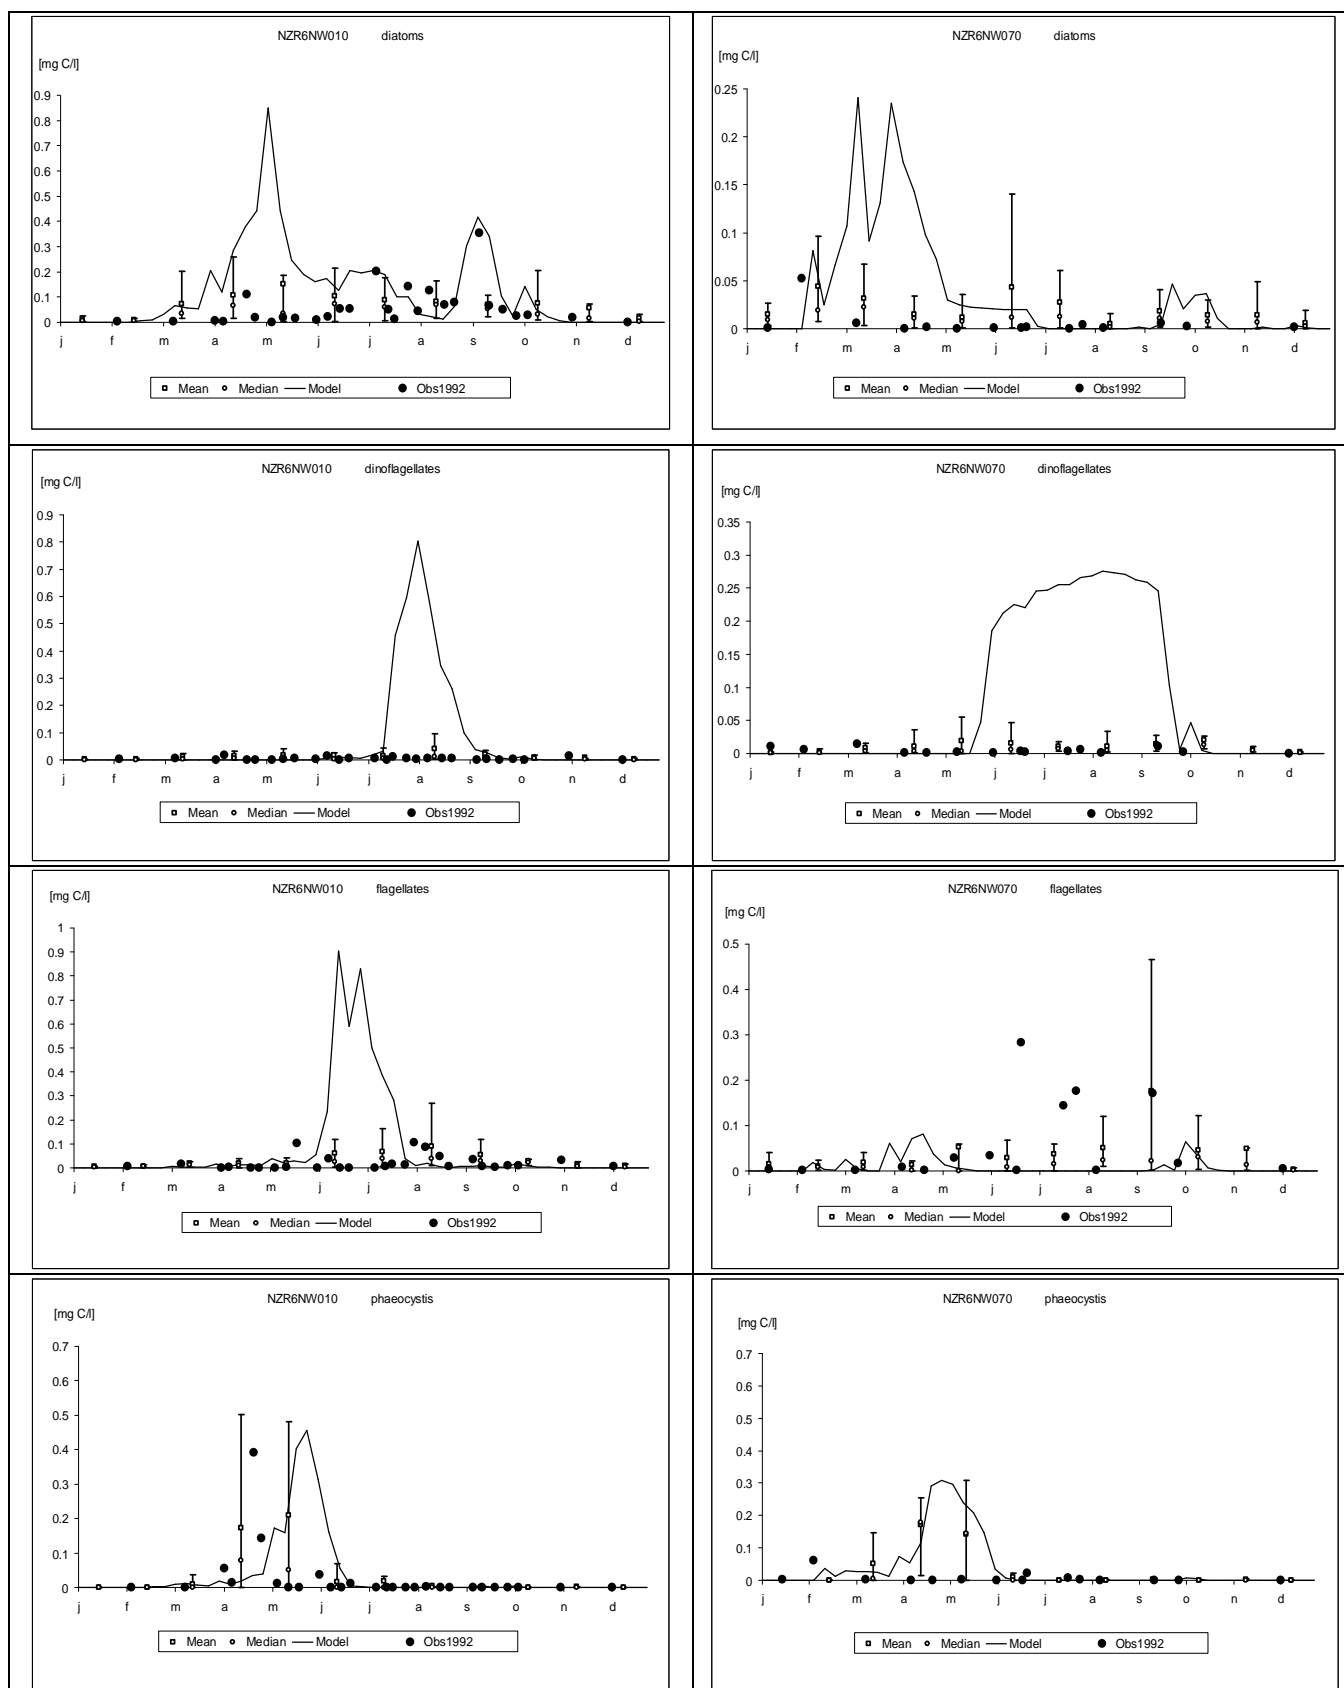 NZR6NW010 diatoms
[mg C/l]
0.9
0.8
0.7
0.6
0.5
0.4
0.3
0.2
0.1
0
j f m a m j j a s o n d
Mean Median Model Obs1992
NZR6NW070 diatoms
[mg C/l]
0.25
0.2
0.15
0.1
0.05
0
j f m a m j j a s o n d
Mean Median Model Obs1992
NZR6NW010 dinoflagellates
[mg C/l]
0.9
0.8
0.7
0.6
0.5
0.4
0.3
0.2
0.1
0
j f m a m j j a s o n d
Mean Median Model Obs1992
NZR6NW070 dinoflagellates
[mg C/l]
0.35
0.3
0.25
0.2
0.15
0.1
0.05
0
j f m a m j j a s o n d
Mean Median Model Obs1992
NZR6NW010 flagellates
[mg C/l]
1
0.9
0.8
0.7
0.6
0.5
0.4
0.3
0.2
0.1
0
j f m a m j j a s o n d
Mean Median Model Obs1992
NZR6NW070 flagellates
[mg C/l]
0.5
0.4
0.3
0.2
0.1
0
j f m a m j j a s o n d
Mean Median Model Obs1992
NZR6NW010 phaeocystis
[mg C/l]
0.7
0.6
0.5
0.4
0.3
0.2
0.1
0
j f m a m j j a s o n d
Mean Median Model Obs1992
NZR6NW070 phaeocystis
[mg C/l]
0.7
0.6
0.5
0.4
0.3
0.2
0.1
0
j f m a m j j a s o n d
Mean Median Model Obs1992